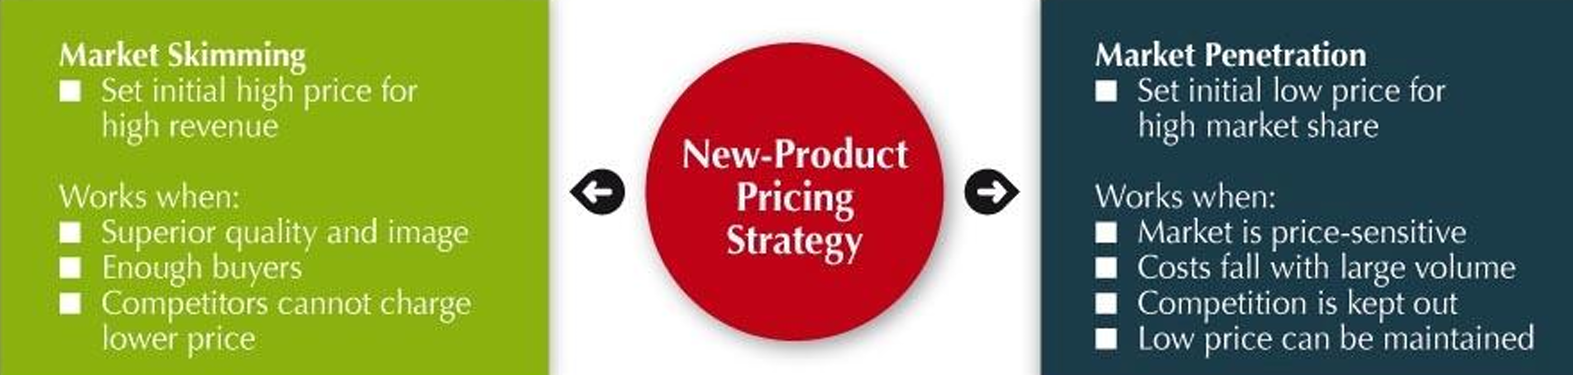 Market Skimming
■ Set initial high price for
high revenue
Works when:
■ Superior quality and image
■ Enough buyers
■ Competitors cannot charge
lower price
New-Product
Pricing
Strategy
Market Penetration
■ Set initial low price for
high market share
Works when:
■ Market is price-sensitive
■ Costs fall with large volume
■ Competition is kept out
■ Low price can be maintained